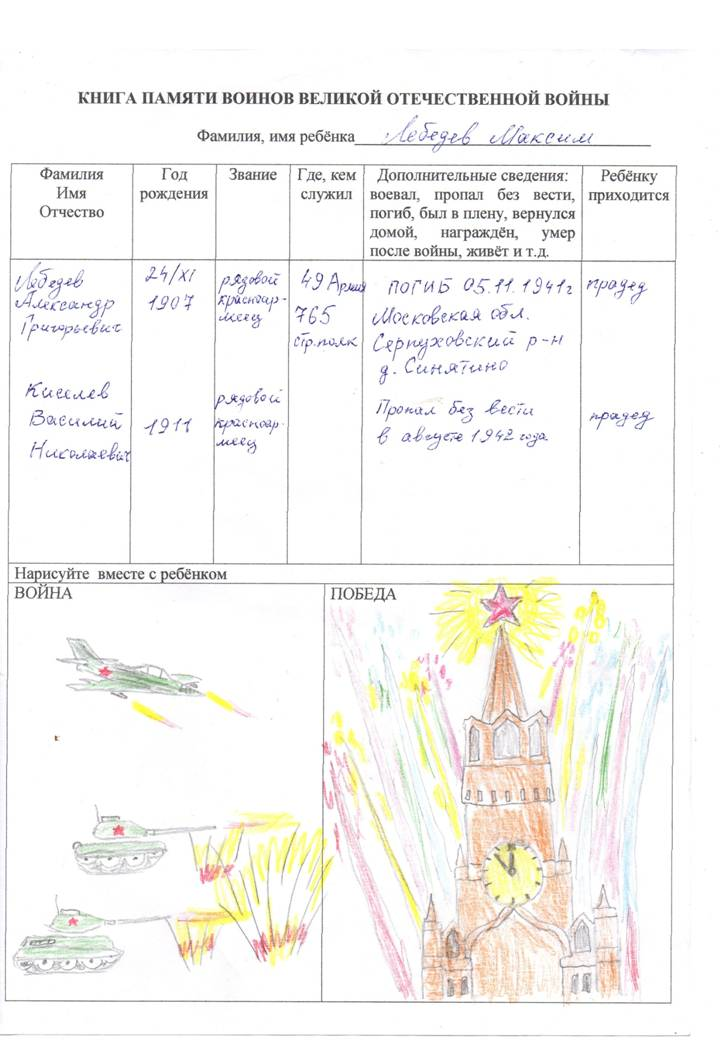 КНИГА ПАМЯТИ ВОИНОВ ВЕЛИКОЙ ОТЕЧЕСТВЕННОЙ ВОЙНЫ
Фамилия, имя ребёнка Лебедев Максим
Фамилия
Имя
Отчество
Год
рождения
Звание
Где, кем
служил
Дополнительные сведения:
воевал, пропал без вести,
погиб, был в плену, вернулся
домой, награждён, умер
после войны, живёт и т.д.
Ребёнку
приходится
Лебедев
Александр
Григорьевич
24/XI
1907
рядовой
красноар-
меец
49 Армия
765
стр.полк
ПОГИБ 05.11.1941г
Московская обл.
Серпуховский р-н
д. Синятино
прадед
Киселев
Василий
Николаевич
1911
рядовой
красноар-
меец
Пропал без вести
в августе 1942 года
прадед
Нарисуйте вместе с ребёнком
ВОЙНА
ПОБЕДА